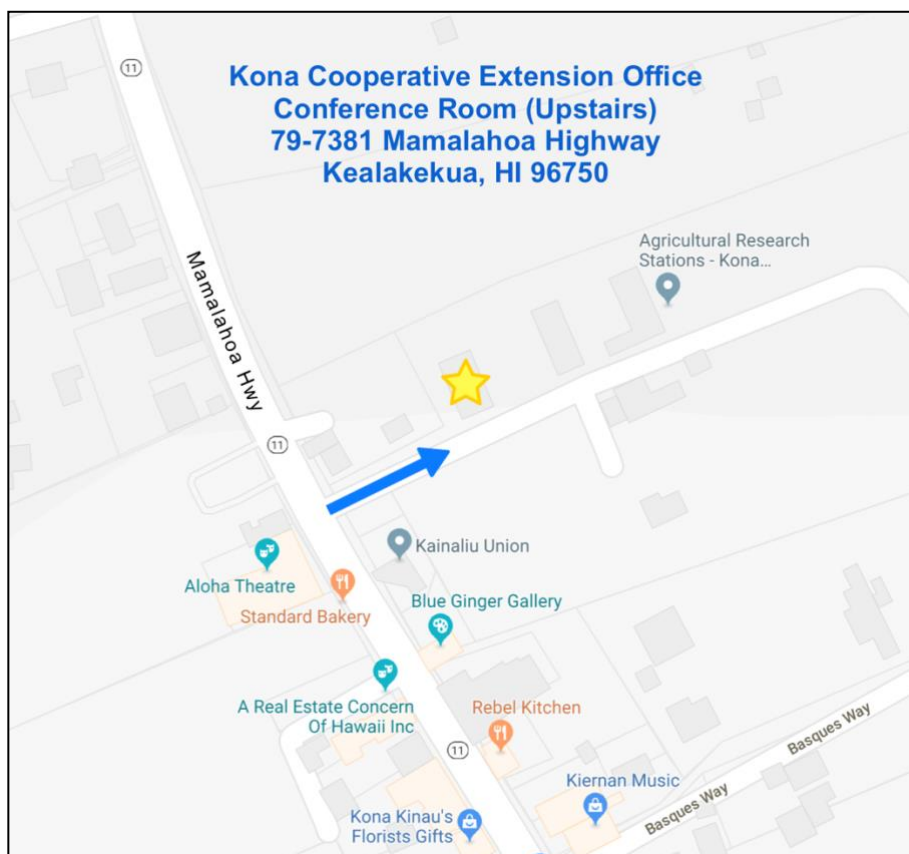 11
Kona Cooperative Extension Office
Conference Room (Upstairs)
79-7381 Mamalahoa Highway
Kealakekua, HI 96750
Agricultural Research
Stations - Kona...
Mamalahoa Hwy
11
Kainaliu Union
Aloha Theatre
Standard Bakery
Blue Ginger Gallery
A Real Estate Concern
Of Hawaii Inc
Rebel Kitchen
11
Basques Way
Kiernan Music
Basques Way
Kona Kinau's
Florists Gifts